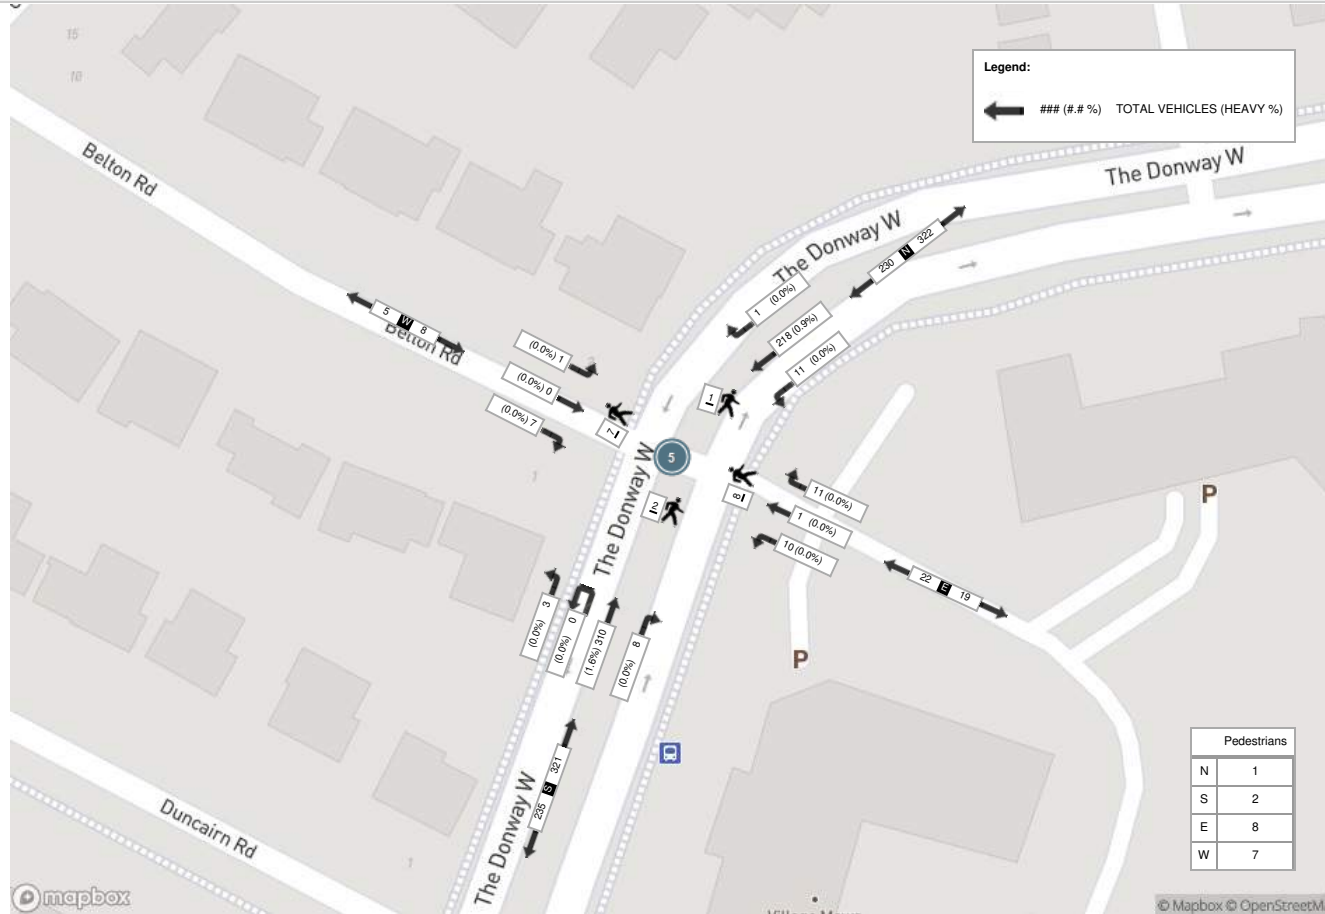 15
10
Legend:
### (#.# %) TOTAL VEHICLES (HEAVY %)
Belton Rd
The Donway W
The Donway W
230 N 322
1 (0.0%)
218 (0.9%)
11 (0.0%)
5 W 8
Belton Rd
(0.0%) 1
(0.0%) 0
(0.0%) 7
1
7
5
The Donway W
2
8
1
11 (0.0%)
1 (0.0%)
10 (0.0%)
P
22 E 19
(0.0%) 3
(0.0%) 0
(1.6%) 310
(0.0%) 8
P
235 S 321
The Donway W
Duncairn Rd
1
Pedestrians
N 1
S 2
E 8
W 7
mapbox
© Mapbox © OpenStreetM